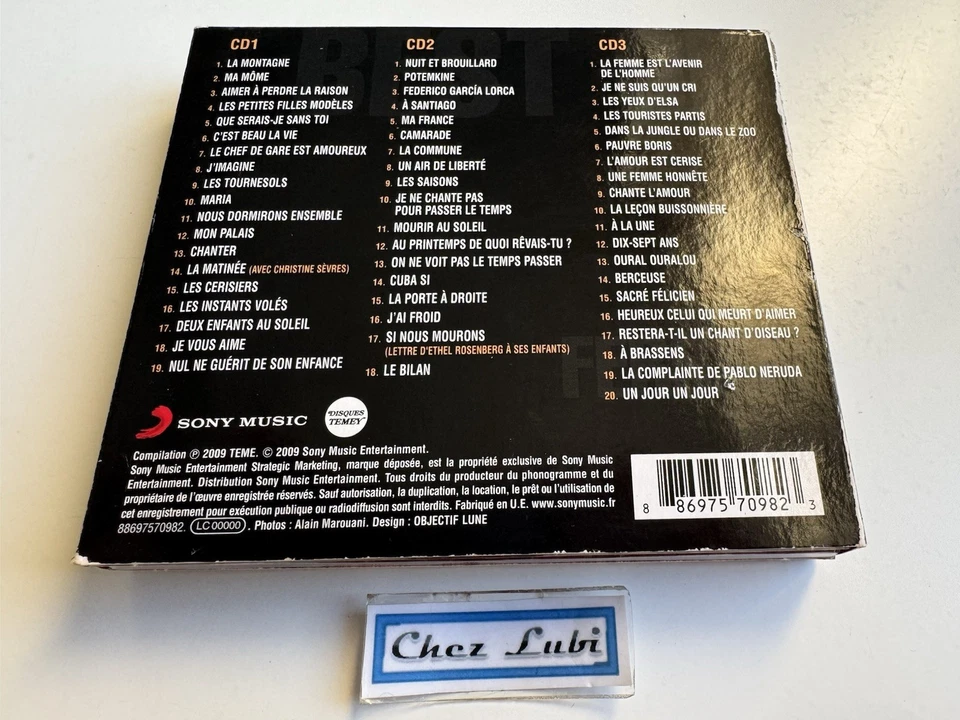 BEST
CD1
1. LA MONTAGNE
2. MA MÔME
3. AIMER À PERDRE LA RAISON
4. LES PETITES FILLES MODÈLES
5. QUE SERAIS-JE SANS TOI
6. C'EST BEAU LA VIE
7. LE CHEF DE GARE EST AMOUREUX
8. J'IMAGINE
9. LES TOURNESOLS
10. MARIA
11. NOUS DORMIRONS ENSEMBLE
12. MON PALAIS
13. CHANTER
14. LA MATINÉE (AVEC CHRISTINE SÈVRES)
15. LES CERISIERS
16. LES INSTANTS VOLÉS
17. DEUX ENFANTS AU SOLEIL
18. JE VOUS AIME
19. NUL NE GUÉRIT DE SON ENFANCE
CD2
1. NUIT ET BROUILLARD
2. POTEMKINE
3. FEDERICO GARCÍA LORCA
4. À SANTIAGO
5. MA FRANCE
6. CAMARADE
7. LA COMMUNE
8. UN AIR DE LIBERTÉ
9. LES SAISONS
10. JE NE CHANTE PAS
POUR PASSER LE TEMPS
11. MOURIR AU SOLEIL
12. AU PRINTEMPS DE QUOI RÊVAIS-TU ?
13. ON NE VOIT PAS LE TEMPS PASSER
14. CUBA SI
15. LA PORTE À DROITE
16. J'AI FROID
17. SI NOUS MOURONS
(LETTRE D'ETHEL ROSENBERG À SES ENFANTS)
18. LE BILAN
CD3
1. LA FEMME EST L'AVENIR
DE L'HOMME
2. JE NE SUIS QU'UN CRI
3. LES YEUX D'ELSA
4. LES TOURISTES PARTIS
5. DANS LA JUNGLE OU DANS LE ZOO
6. PAUVRE BORIS
7. L'AMOUR EST CERISE
8. UNE FEMME HONNÊTE
9. CHANTE L'AMOUR
10. LA LEÇON BUISSONNIÈRE
11. À LA UNE
12. DIX-SEPT ANS
13. OURAL OURALOU
14. BERCEUSE
15. SACRÉ FÉLICIEN
16. HEUREUX CELUI QUI MEURT D'AIMER
17. RESTERA-T-IL UN CHANT D'OISEAU ?
18. À BRASSENS
19. LA COMPLAINTE DE PABLO NERUDA
20. UN JOUR UN JOUR
SONY MUSIC
DISQUES
TEMEY
Compilation ℗ 2009 TEME. © 2009 Sony Music Entertainment.
Sony Music Entertainment Strategic Marketing, marque déposée, est la propriété exclusive de Sony Music
Entertainment. Distribution Sony Music Entertainment. Tous droits du producteur du phonogramme et du
propriétaire de l'œuvre enregistrée réservés. Sauf autorisation, la duplication, la location, le prêt ou l'utilisation de
cet enregistrement pour exécution publique ou radiodiffusion sont interdits. Fabriqué en U.E. www.sonymusic.fr
88697570982. LC 00000. Photos : Alain Marouani. Design : OBJECTIF LUNE
8 86975 70982 3
Chez Lubi